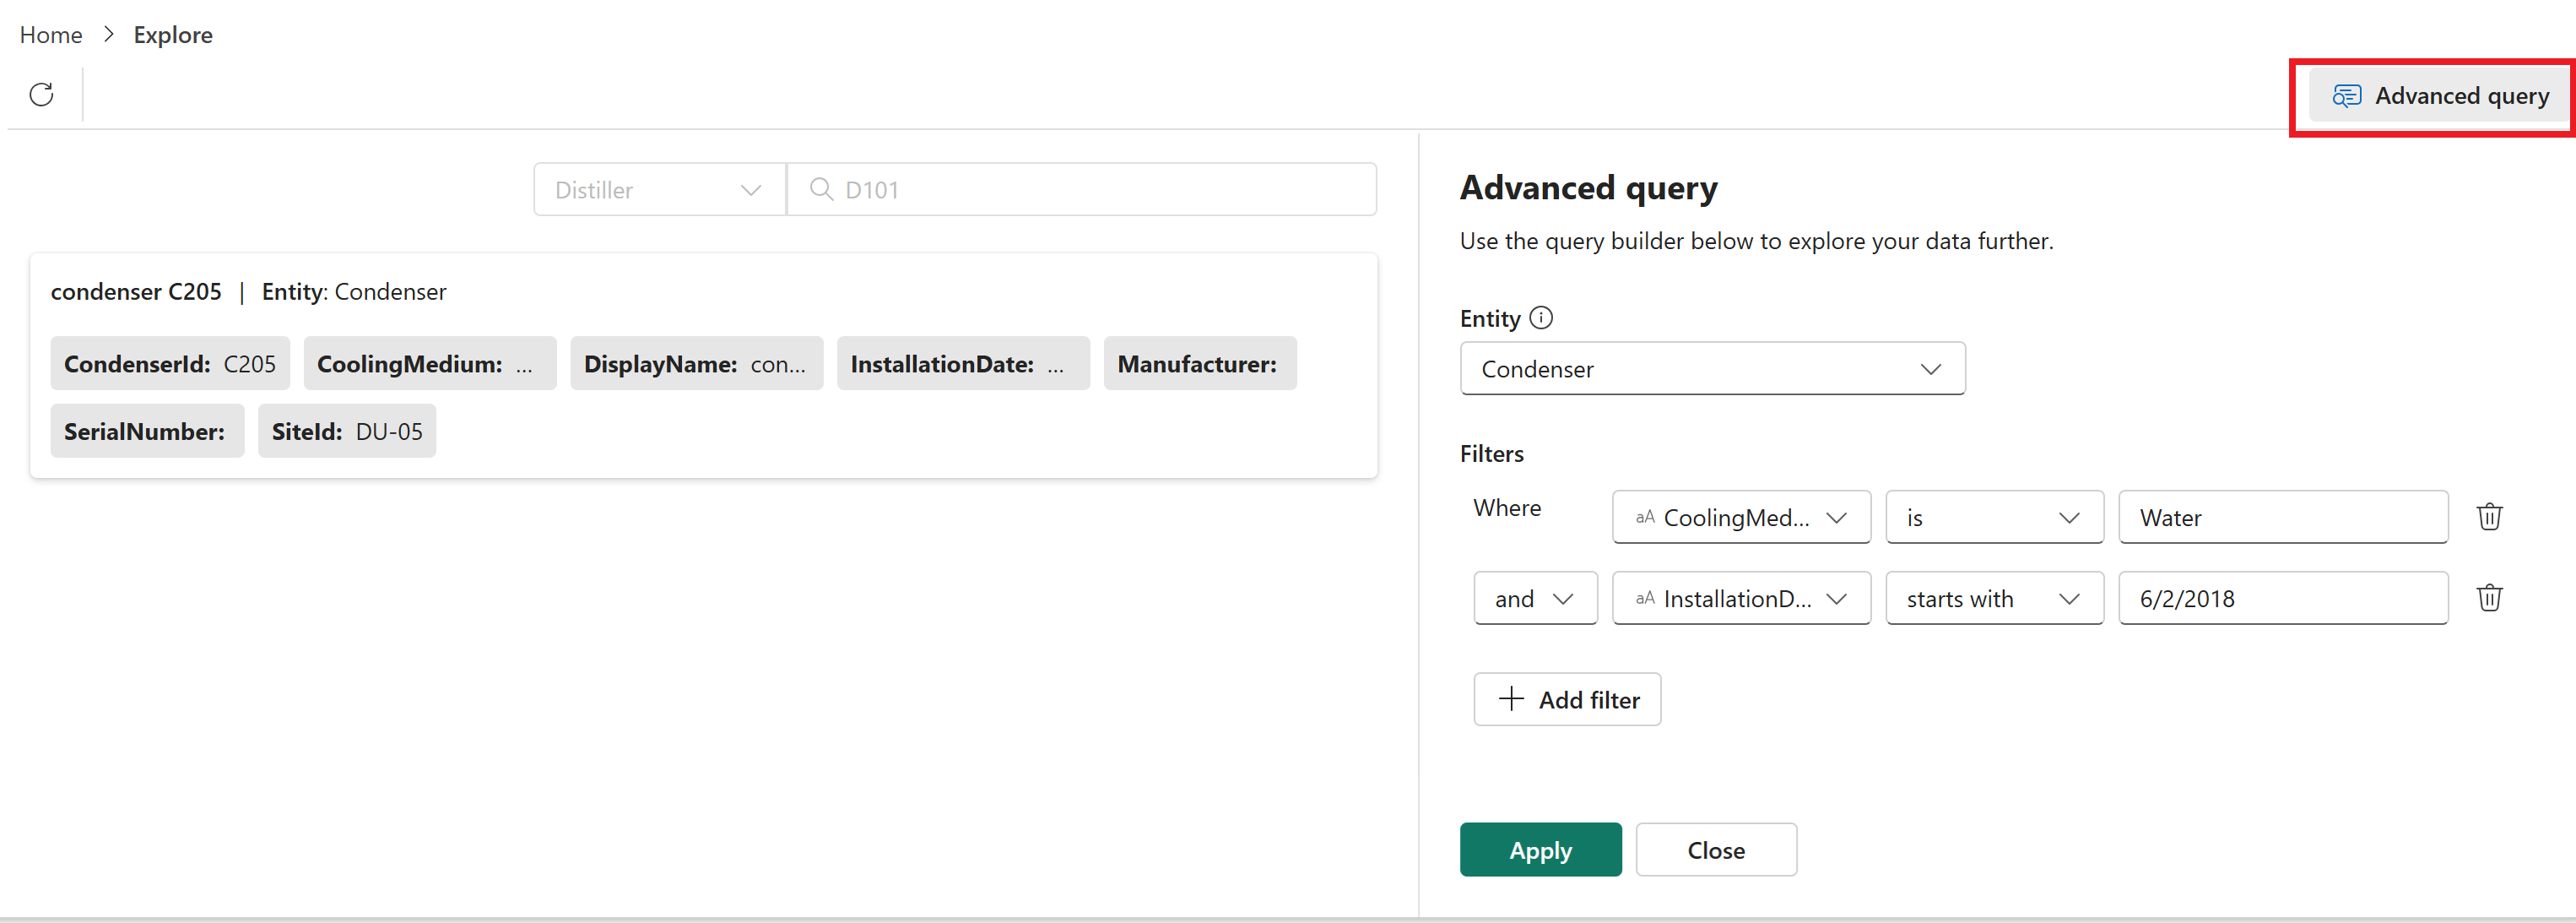 Home > Explore
Advanced query
Distiller
D101
condenser C205 | Entity: Condenser
CondenserId: C205
CoolingMedium: ...
DisplayName: con...
InstallationDate: ...
Manufacturer:
SerialNumber:
SiteId: DU-05
Advanced query
Use the query builder below to explore your data further.
Entity
Condenser
Filters
Where
aA CoolingMed...
is
Water
and
aA InstallationD...
starts with
6/2/2018
Add filter
Apply
Close